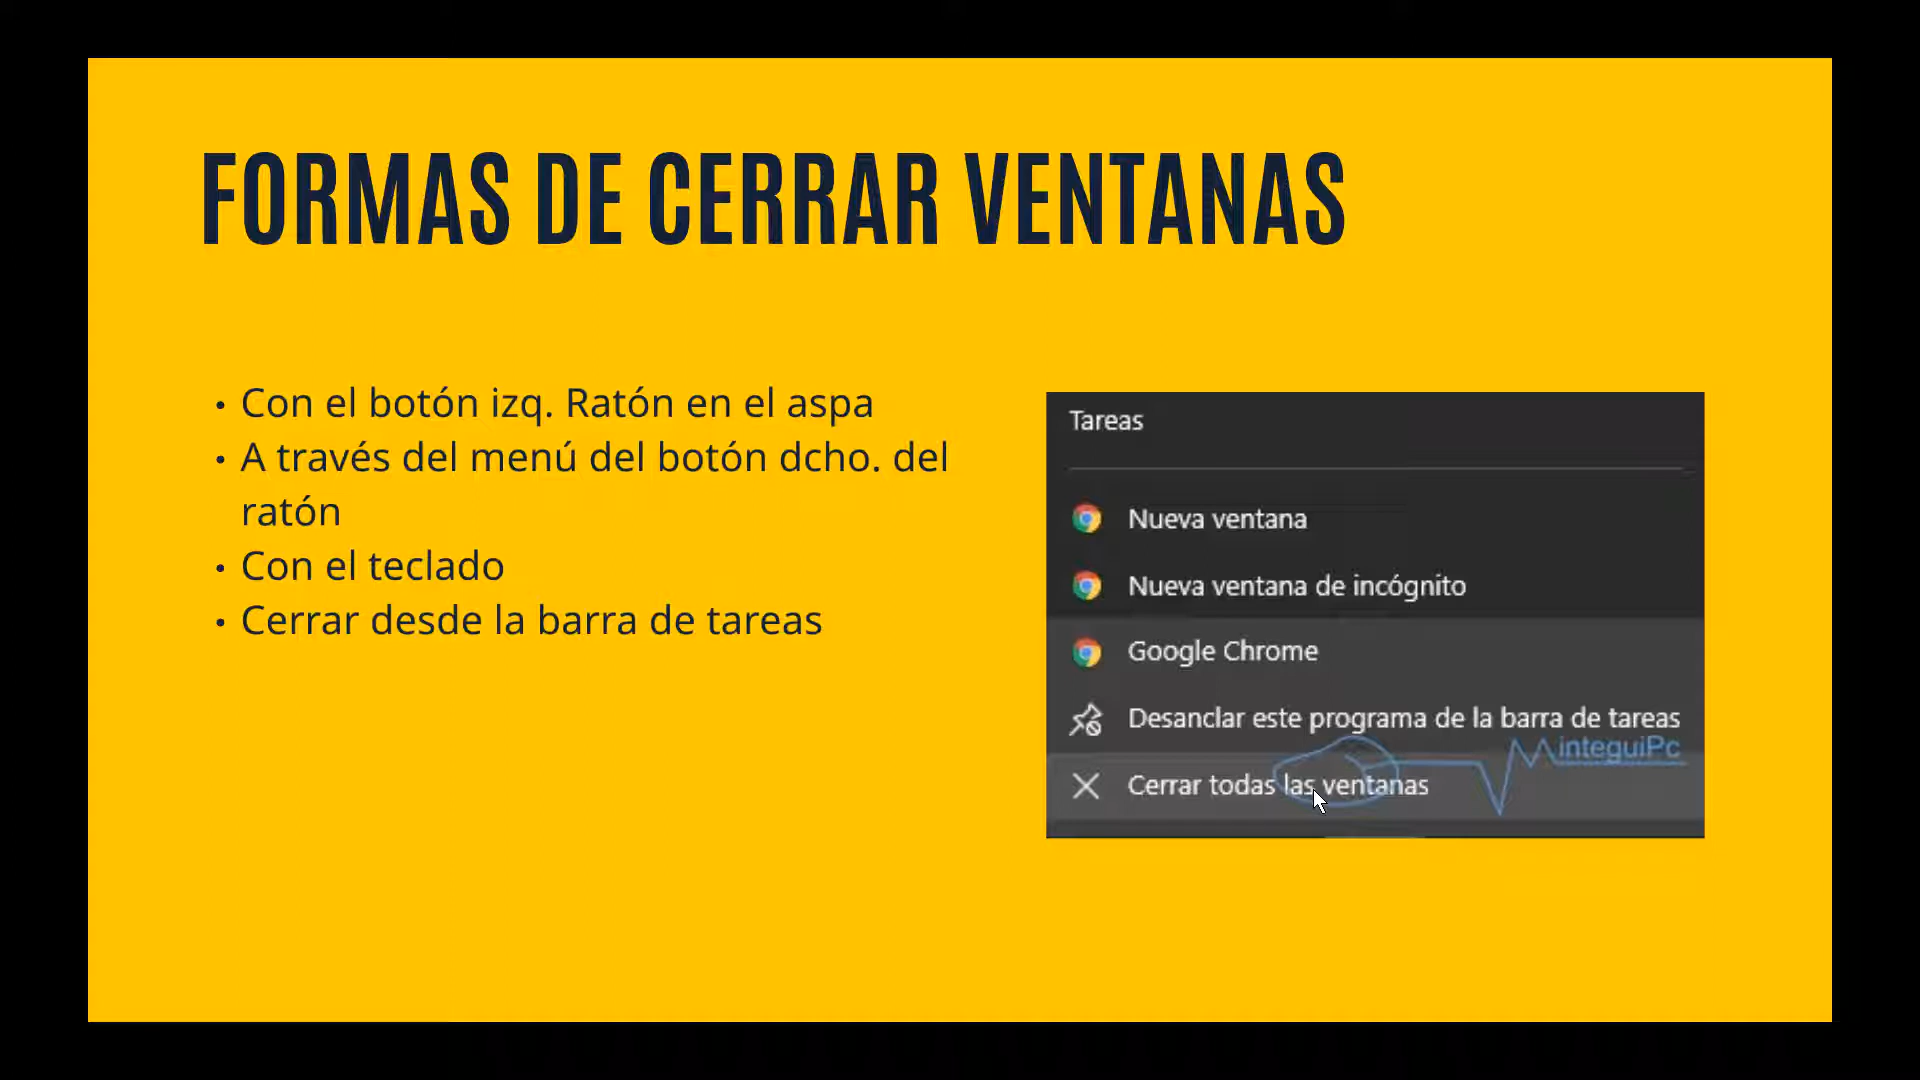 FORMAS DE CERRAR VENTANAS
• Con el botón izq. Ratón en el aspa
• A través del menú del botón dcho. del
ratón
• Con el teclado
• Cerrar desde la barra de tareas
Tareas
Nueva ventana
Nueva ventana de incógnito
Google Chrome
Desanclar este programa de la barra de tareas
MinteguiPc
Cerrar todas las ventanas